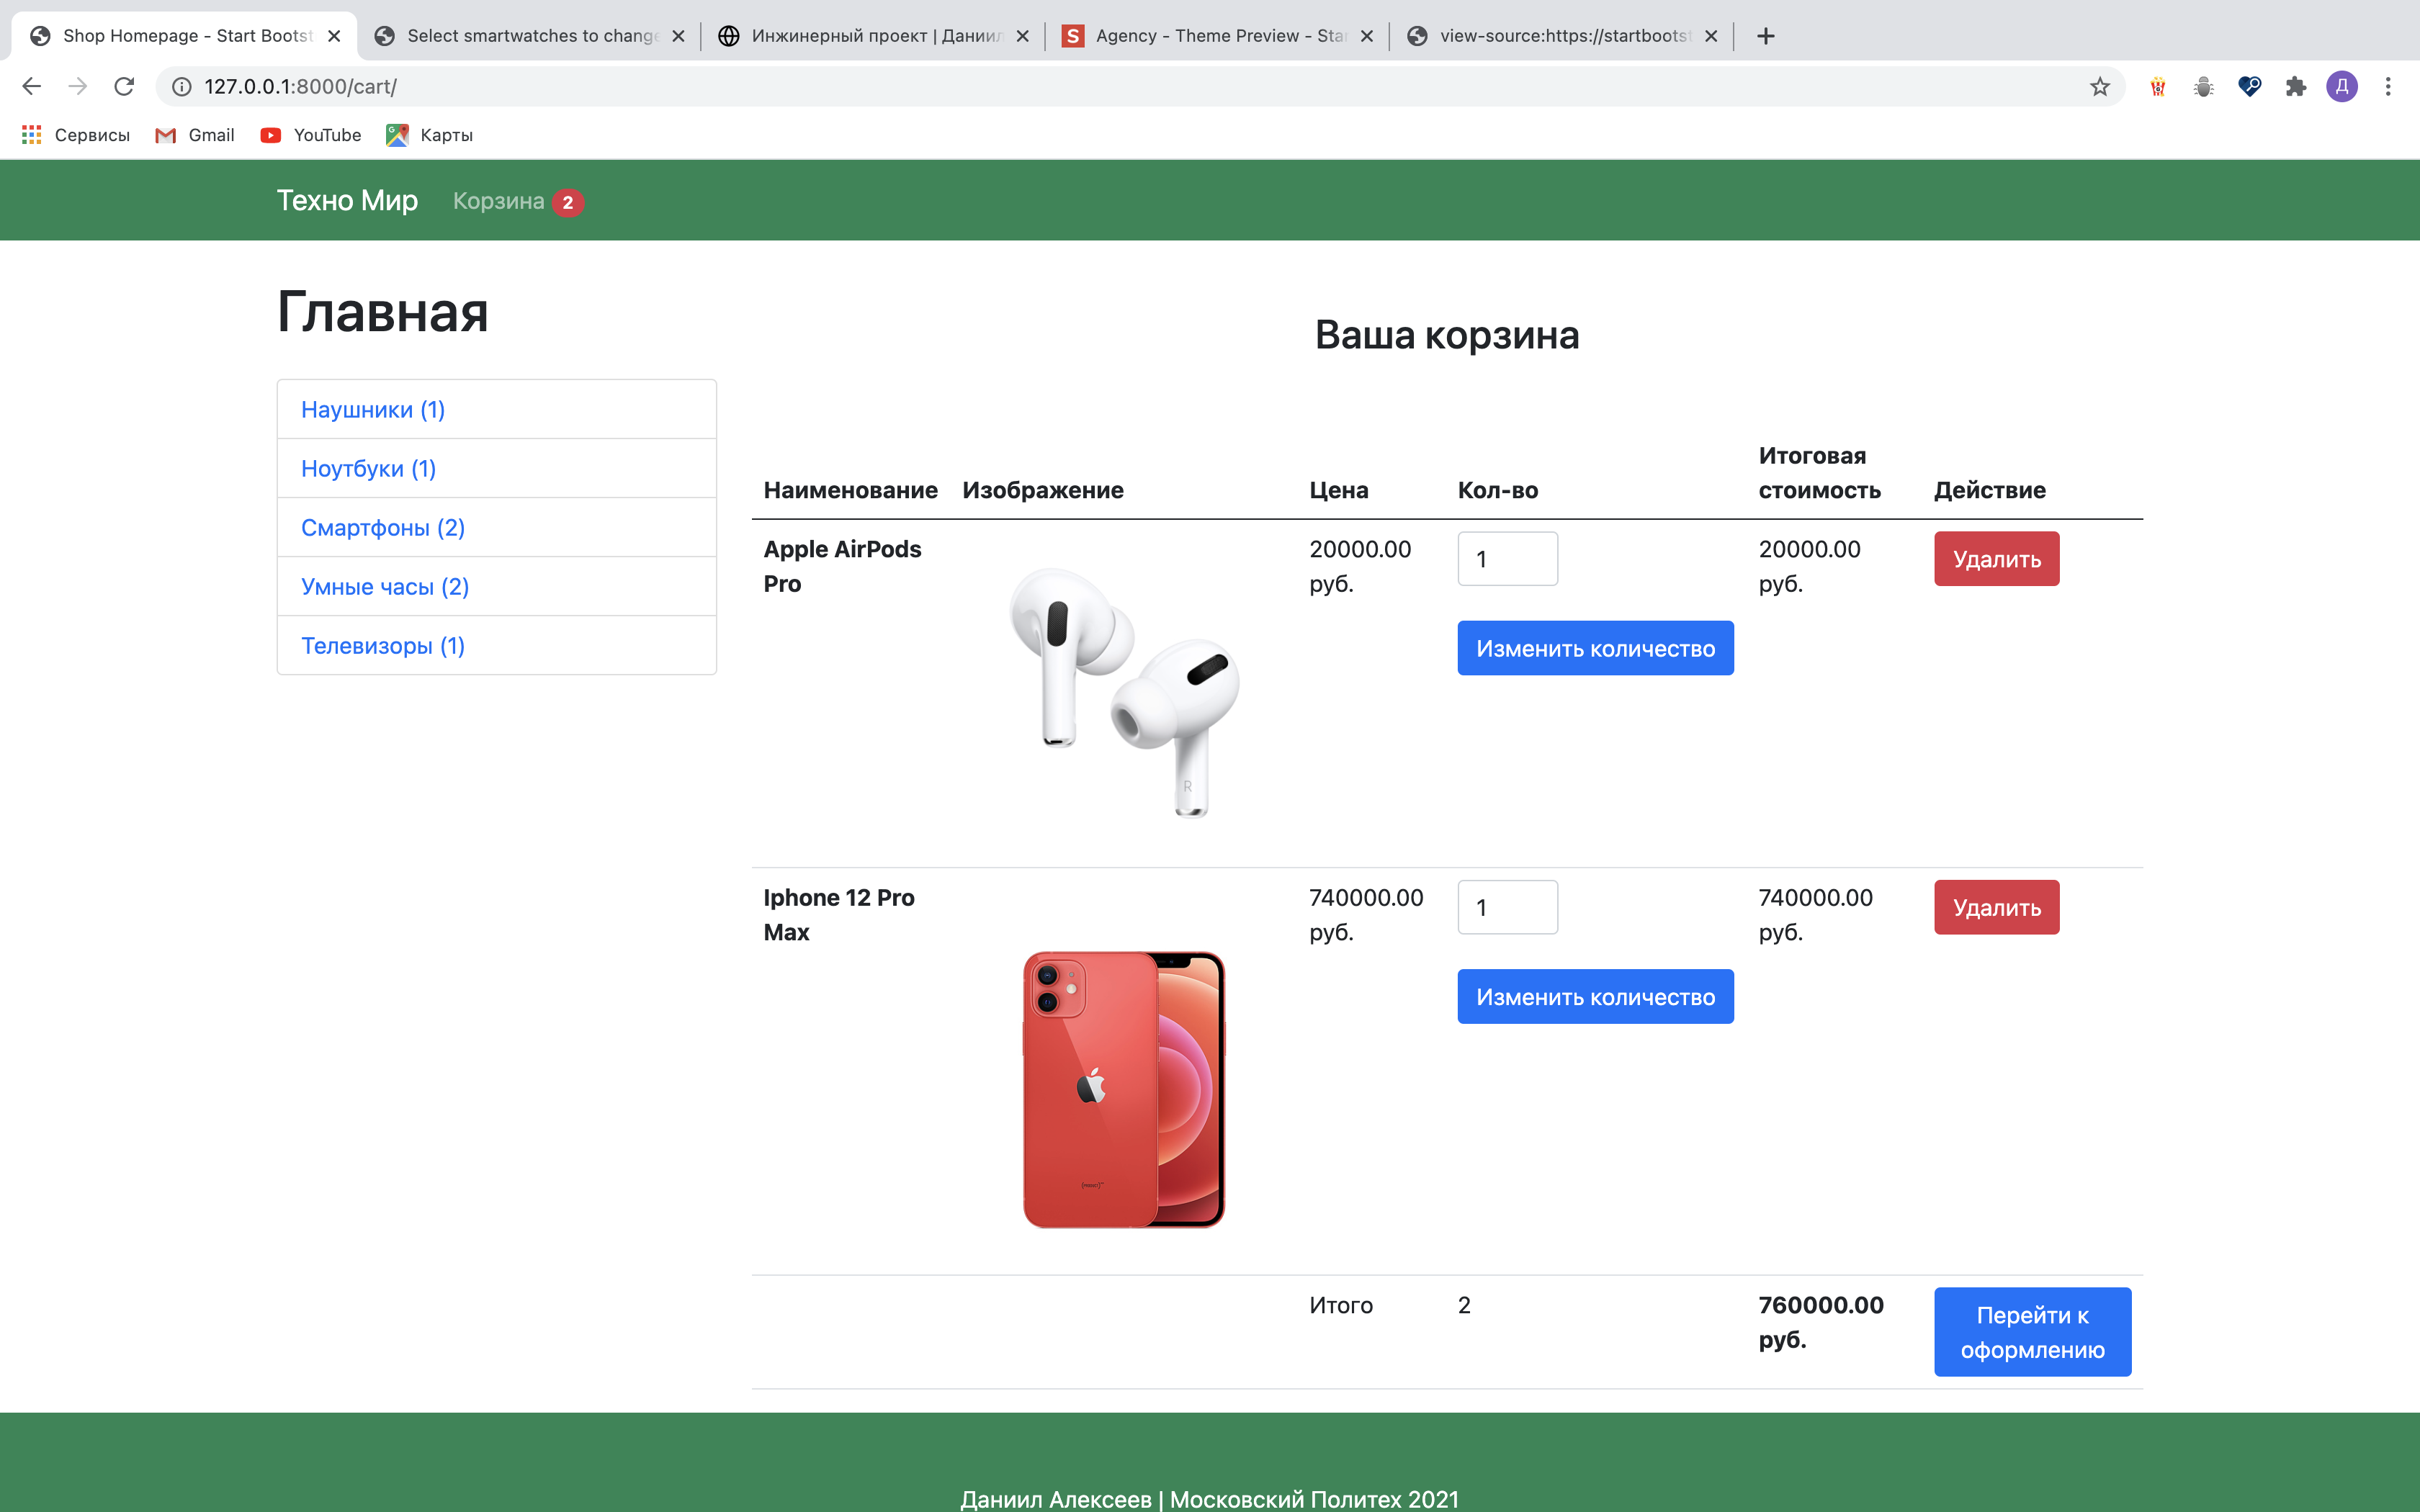 Shop Homepage - Start Bootst
Select smartwatches to change
Инжинерный проект | Даниил
Agency - Theme Preview - Star
view-source:https://startbootst
127.0.0.1:8000/cart/
Д
Сервисы
Gmail
YouTube
Карты
Техно Мир
Корзина 2
Главная
Наушники (1)
Ноутбуки (1)
Смартфоны (2)
Умные часы (2)
Телевизоры (1)
Ваша корзина
Наименование Изображение Цена Кол-во Итоговая стоимость Действие
Apple AirPods
Pro
R
20000.00
руб.
1
Изменить количество
20000.00
руб.
Удалить
Iphone 12 Pro
Max
740000.00
руб.
1
Изменить количество
740000.00
руб.
Удалить
Итого
2
760000.00
руб.
Перейти к
оформлению
Даниил Алексеев | Московский Политех 2021